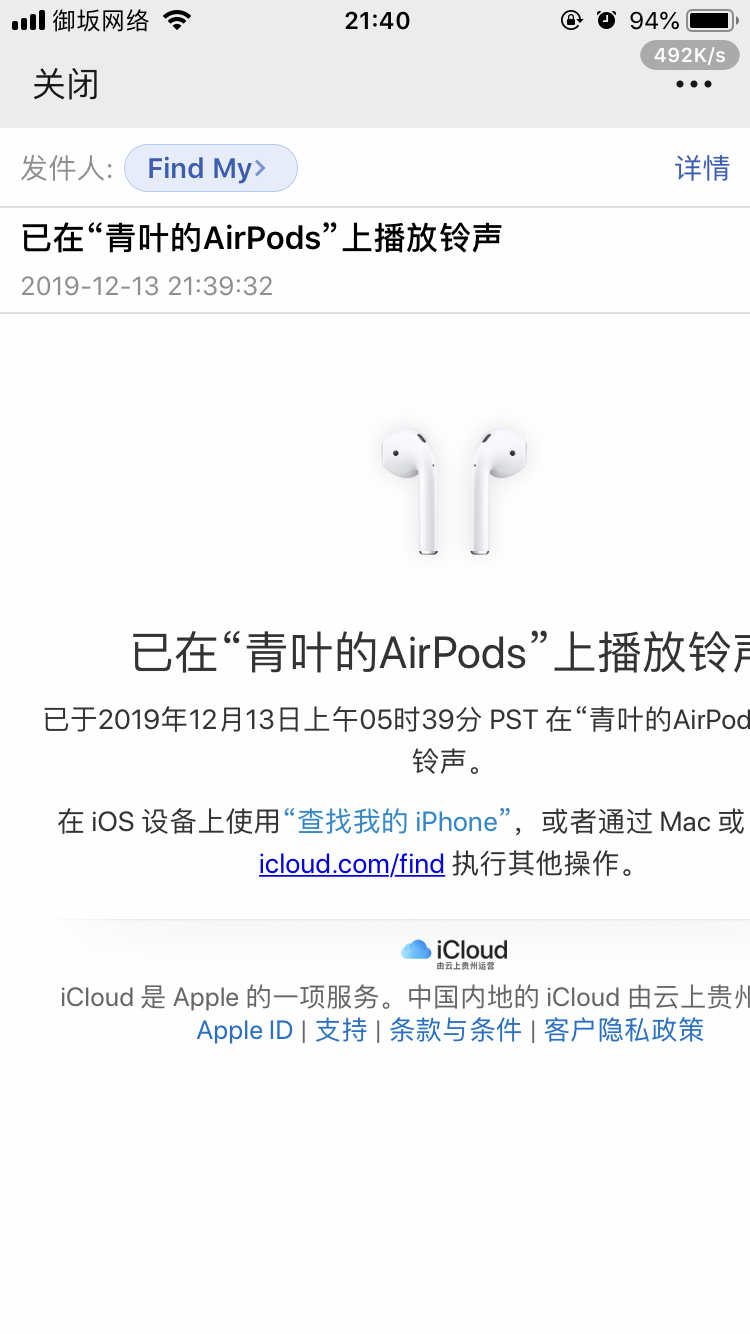 御坂网络 21:40 94%
492K/s
关闭
发件人: Find My 详情
已在“青叶的AirPods”上播放铃声
2019-12-13 21:39:32
已在“青叶的AirPods”上播放铃
已于2019年12月13日上午05时39分 PST 在“青叶的AirPod
铃声。
在 iOS 设备上使用“查找我的 iPhone”，或者通过 Mac 或
icloud.com/find 执行其他操作。
iCloud
由云上贵州运营
iCloud 是 Apple 的一项服务。中国内地的 iCloud 由云上贵
Apple ID | 支持 | 条款与条件 | 客户隐私政策